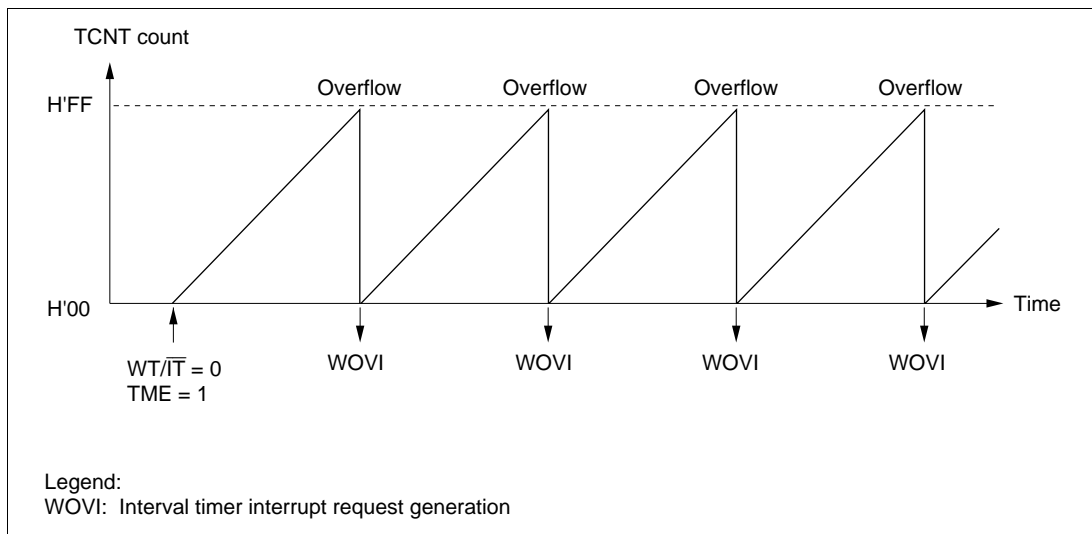 TCNT count
Overflow Overflow Overflow Overflow
H'FF
H'00
Time
WT/I̅T̅ = 0
TME = 1
WOVI WOVI WOVI WOVI
Legend:
WOVI: Interval timer interrupt request generation